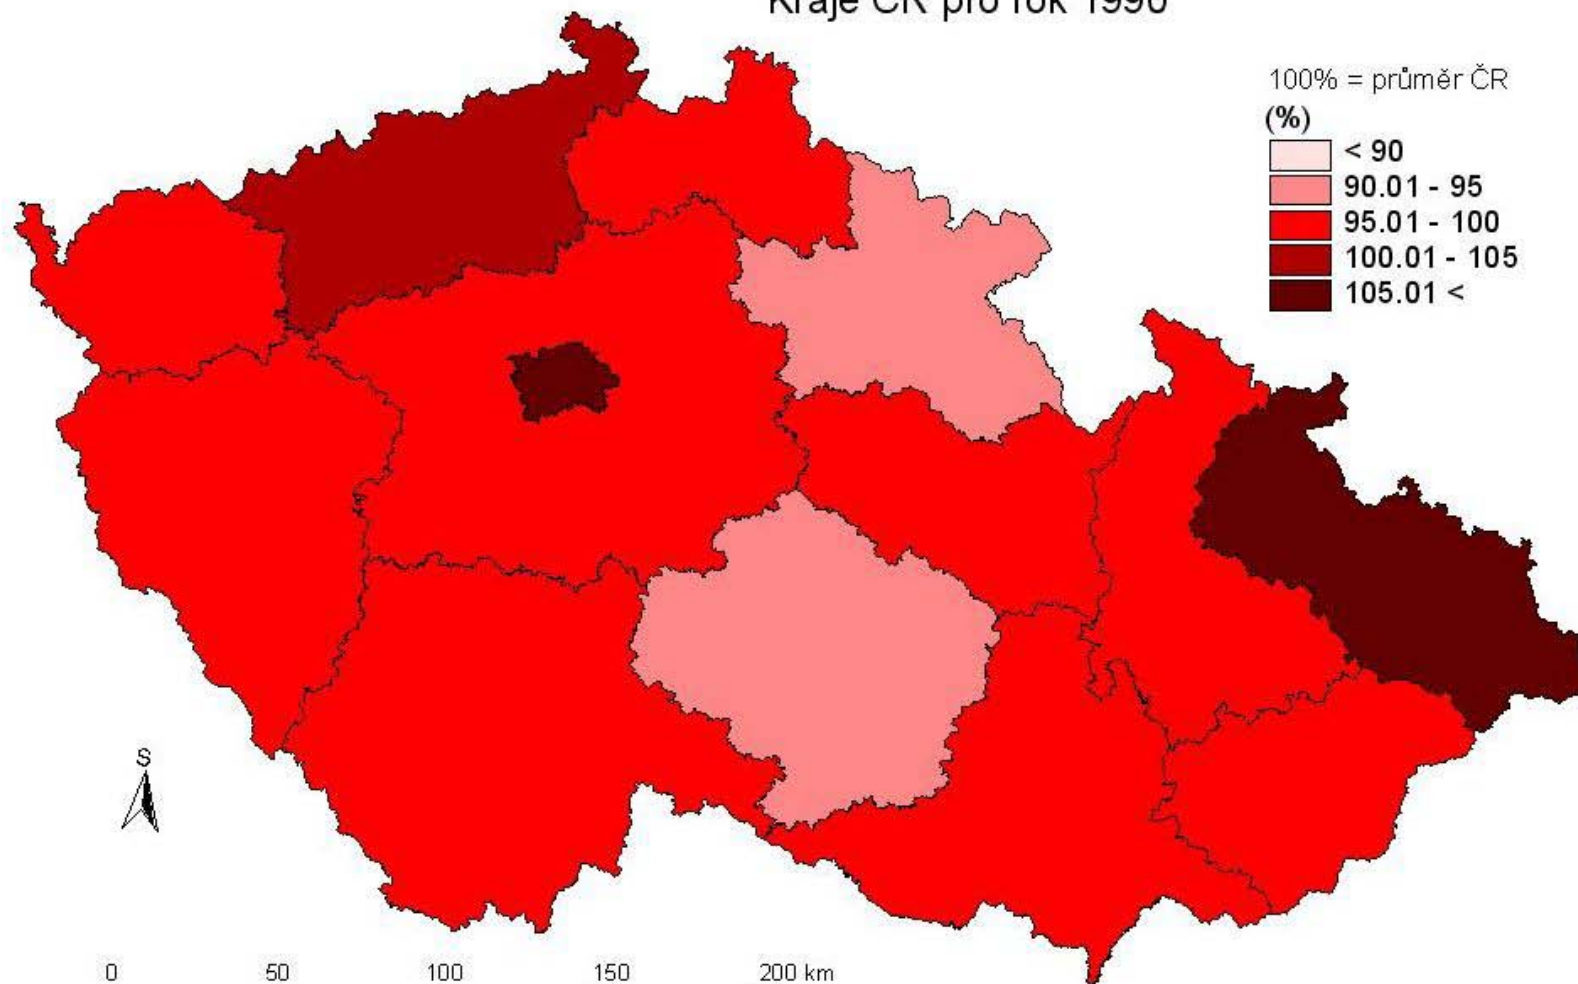 Kraje ČR pro rok 1990
100% = průměr ČR
(%)
< 90
90.01 - 95
95.01 - 100
100.01 - 105
105.01 <
S
0 50 100 150 200 km